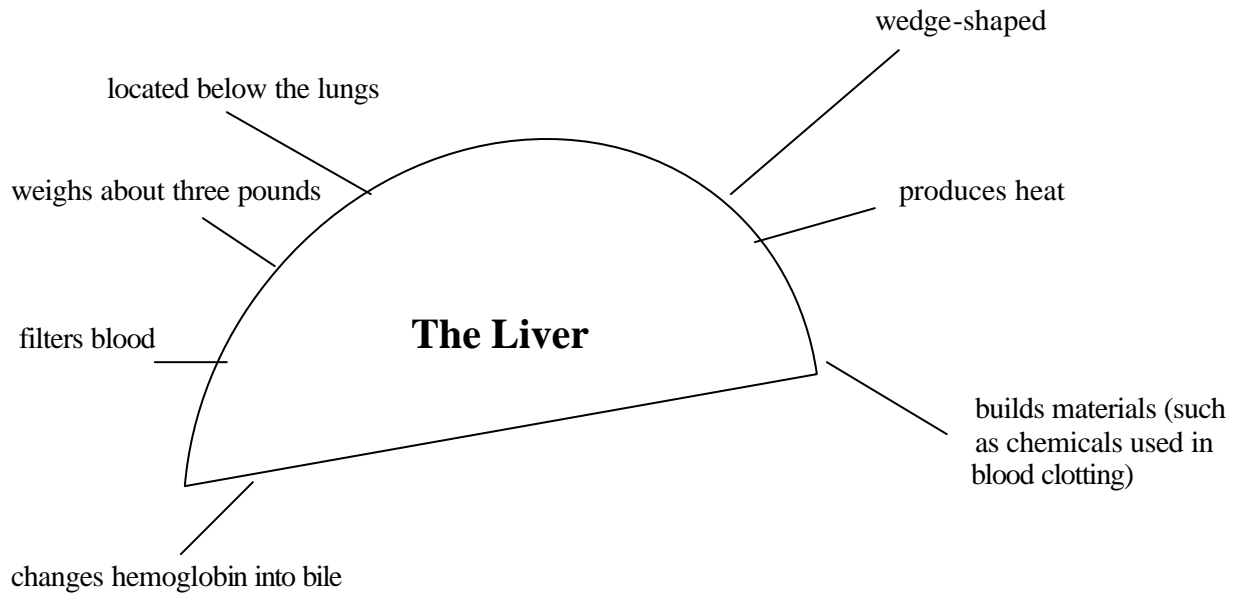 wedge-shaped
located below the lungs
weighs about three pounds
produces heat
filters blood
The Liver
builds materials (such
as chemicals used in
blood clotting)
changes hemoglobin into bile